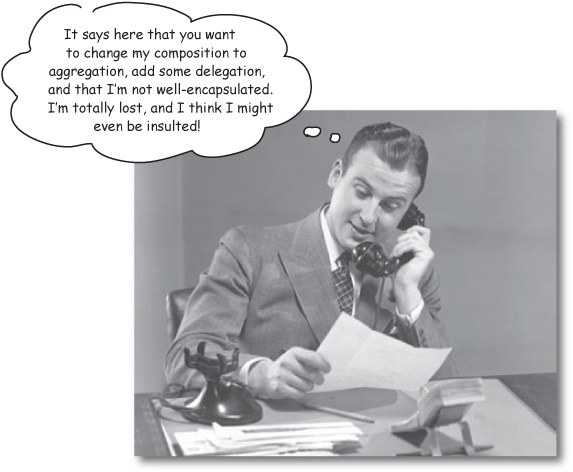 It says here that you want
to change my composition to
aggregation, add some delegation,
and that I'm not well-encapsulated.
I'm totally lost, and I think I might
even be insulted!